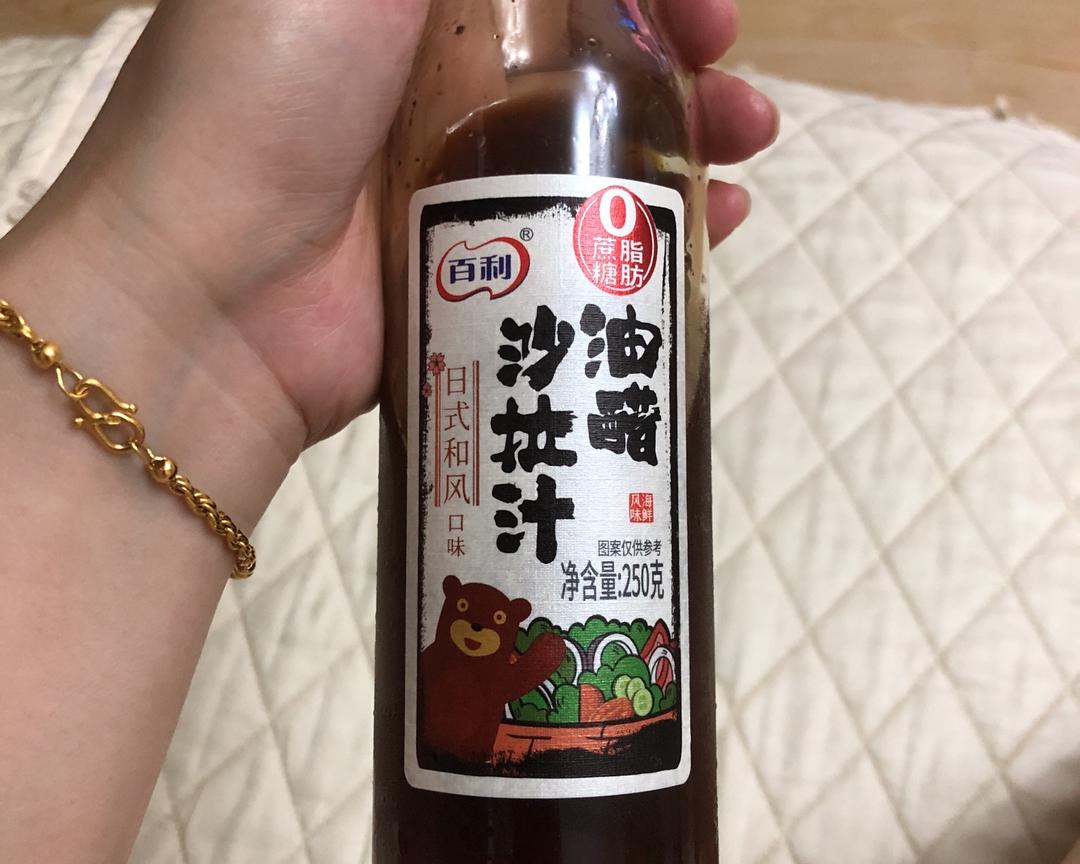 百利®
0
蔗糖
脂肪
油醋
沙拉汁
日式和风口味
海鲜
风味
图案仅供参考
净含量:250克